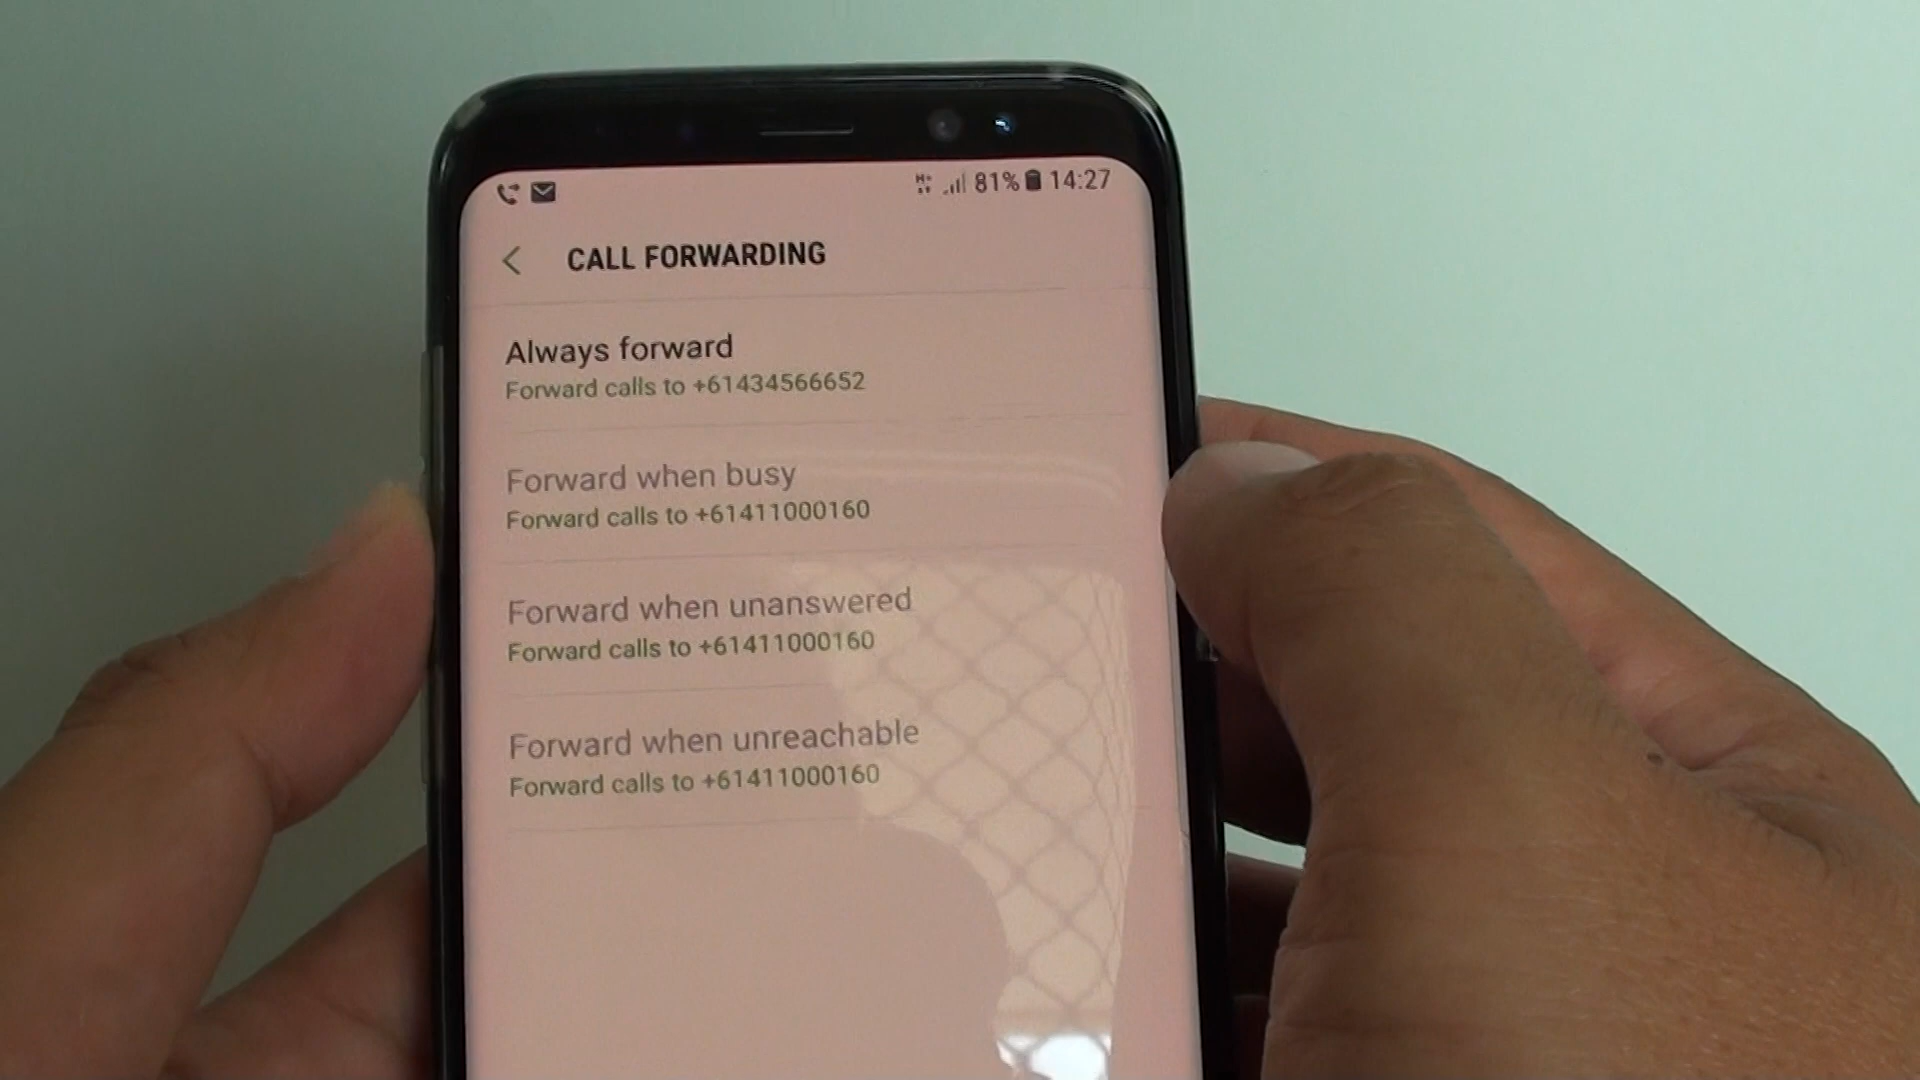 81% 14:27
CALL FORWARDING
Always forward
Forward calls to +61434566652
Forward when busy
Forward calls to +61411000160
Forward when unanswered
Forward calls to +61411000160
Forward when unreachable
Forward calls to +61411000160